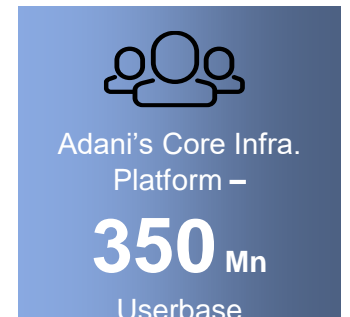 Adani’s Core Infra.
Platform –
350 Mn
Userbase